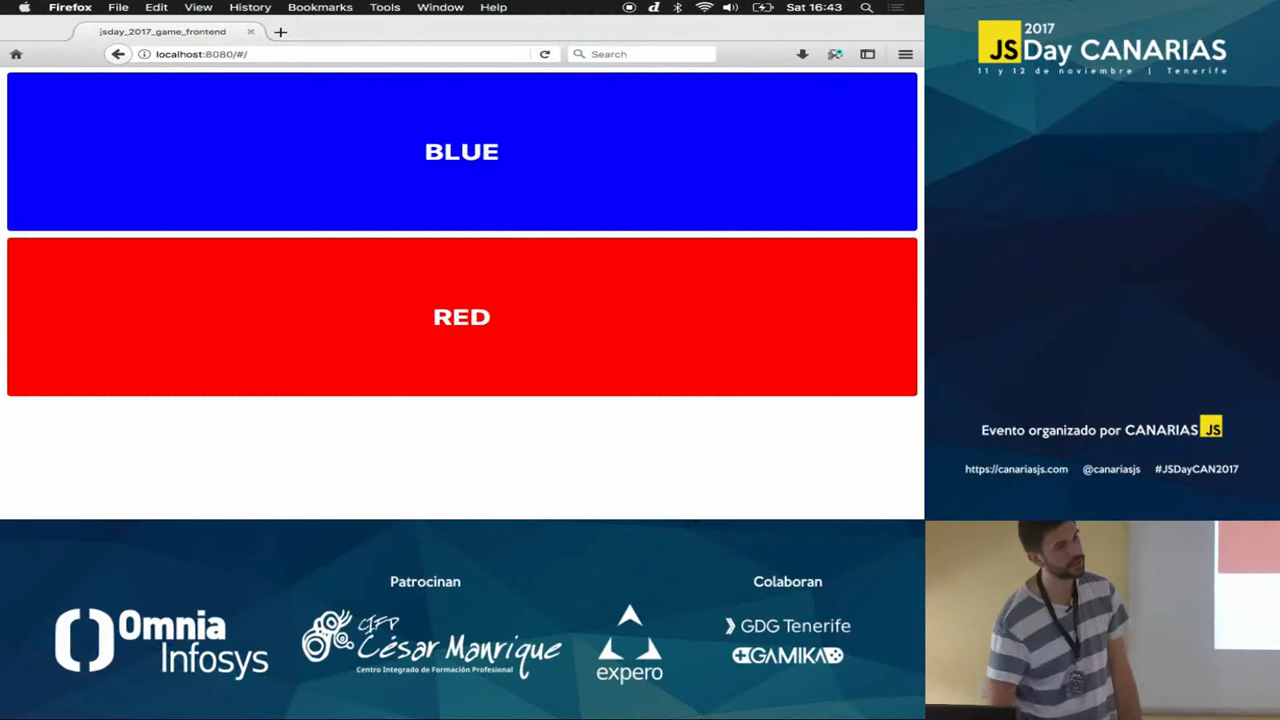 Firefox File Edit View History Bookmarks Tools Window Help Sat 16:43
jsday_2017_game_frontend
localhost:8080/#/
Search
BLUE
RED
2017
JS Day CANARIAS
11 y 12 de noviembre | Tenerife
Evento organizado por CANARIAS JS
https://canariasjs.com @canariasjs #JSDayCAN2017
Patrocinan
Colaboran
Omnia
Infosys
CIFP
César Manrique
Centro Integrado de Formación Profesional
expero
GDG Tenerife
GAMIKA